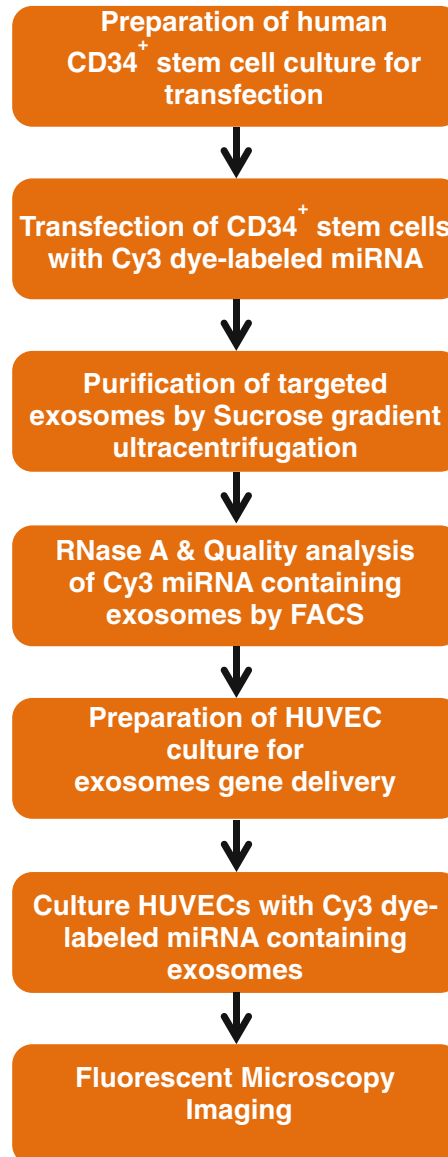 Preparation of human
CD34+ stem cell culture for
transfection
Transfection of CD34+ stem cells
with Cy3 dye-labeled miRNA
Purification of targeted
exosomes by Sucrose gradient
ultracentrifugation
RNase A & Quality analysis
of Cy3 miRNA containing
exosomes by FACS
Preparation of HUVEC
culture for
exosomes gene delivery
Culture HUVECs with Cy3 dye-
labeled miRNA containing
exosomes
Fluorescent Microscopy
Imaging